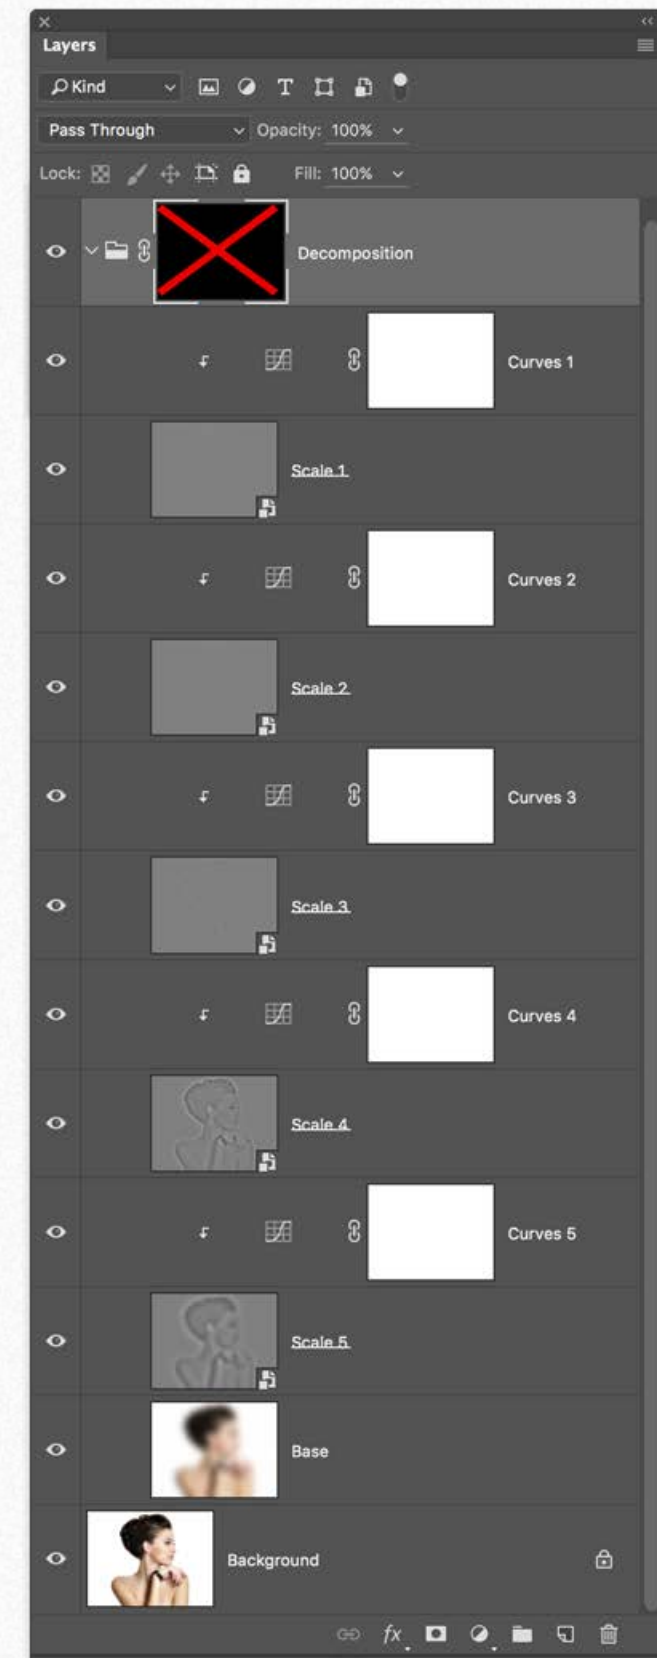 Layers
Kind
Pass Through Opacity: 100%
Lock: Fill: 100%
Decomposition
Curves 1
Scale 1
Curves 2
Scale 2
Curves 3
Scale 3
Curves 4
Scale 4
Curves 5
Scale 5
Base
Background
fx